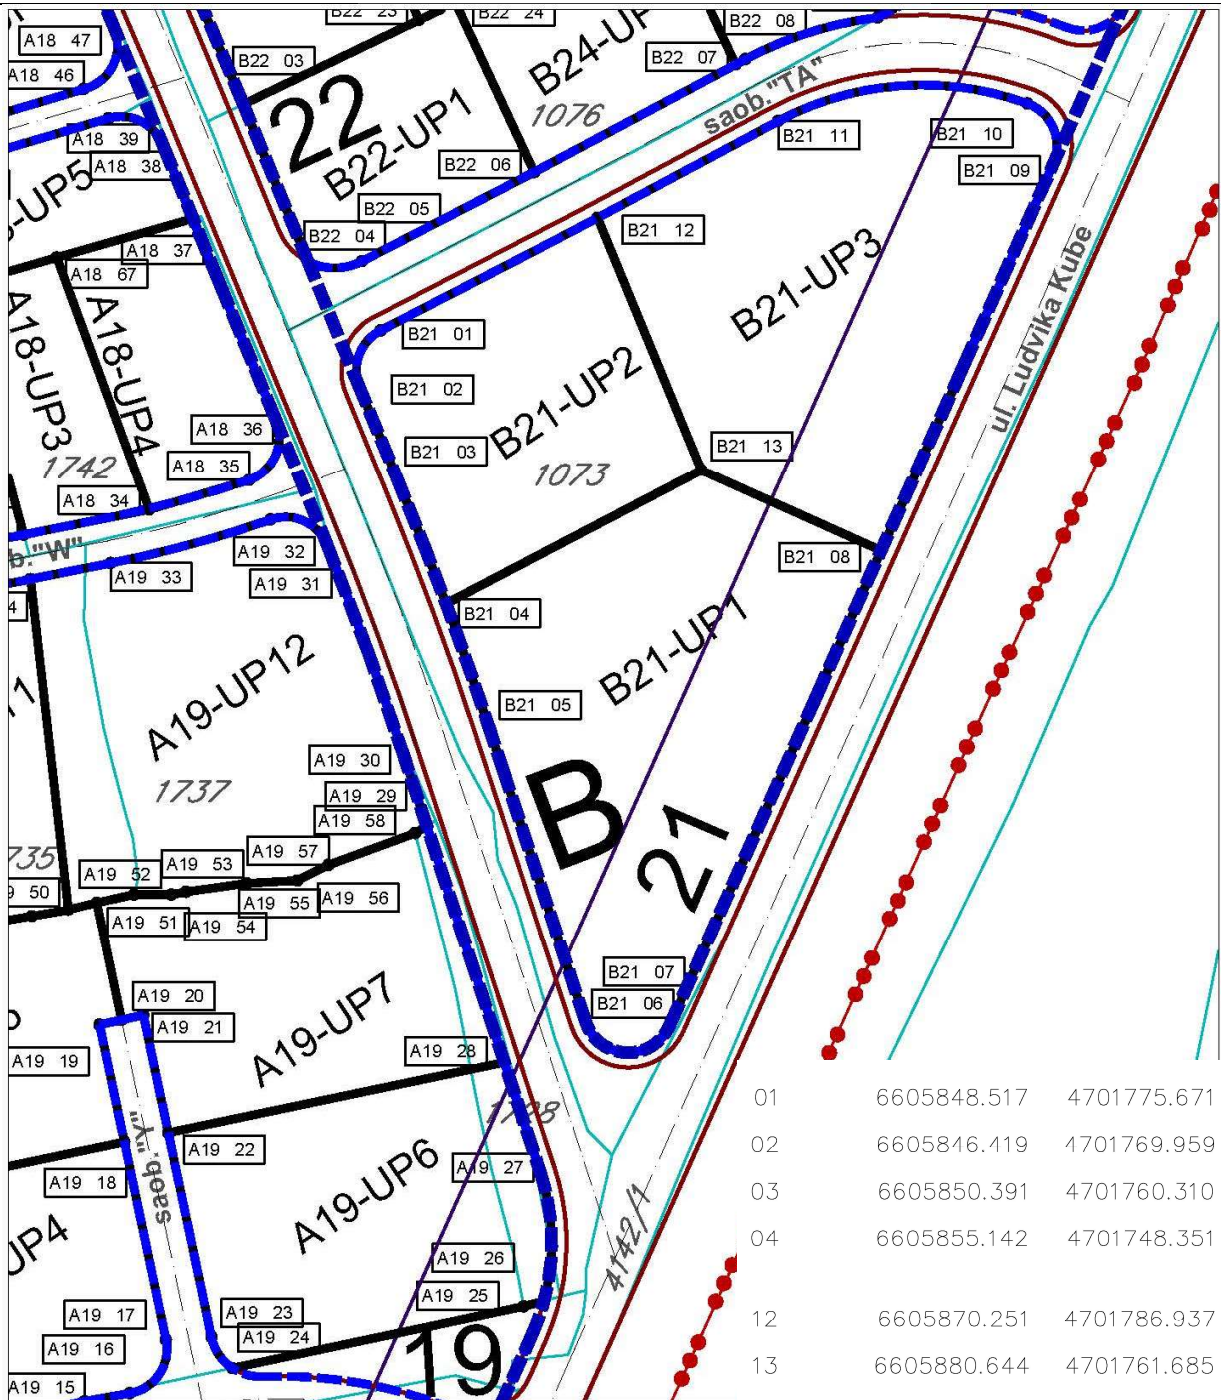 A18 47
B22 23
B22 24
B22 08
A18 46
B22 03
B22 07
B24-UP
22
B22-UP1
1076
saob."TA"
A18 39
A18 38
B22 06
B21 11
B21 10
B21 09
-UP5
B22 05
B22 04
A18 37
A18 67
B21 12
B21-UP3
ul. Ludvika Kube
A18-UP3
A18-UP4
B21 01
B21 02
B21-UP2
A18 36
A18 35
B21 03
B21 13
1742
1073
A18 34
b."W"
A19 33
A19 32
A19 31
B21 08
4
B21 04
B21-UP1
A19-UP12
B21 05
A19 30
1737
A19 29
A19 58
B
21
A19 57
A19 53
A19 52
735
9 50
A19 51
A19 54
A19 55
A19 56
B21 07
B21 06
A19 20
A19 21
A19-UP7
A19 19
A19 28
saob."Y"
A19 22
A19 18
A19-UP6
A19 27
UP4
4142/1
A19 26
A19 25
A19 17
A19 23
A19 16
A19 24
A19 15
19
01 6605848.517 4701775.671
02 6605846.419 4701769.959
03 6605850.391 4701760.310
04 6605855.142 4701748.351
12 6605870.251 4701786.937
13 6605880.644 4701761.685